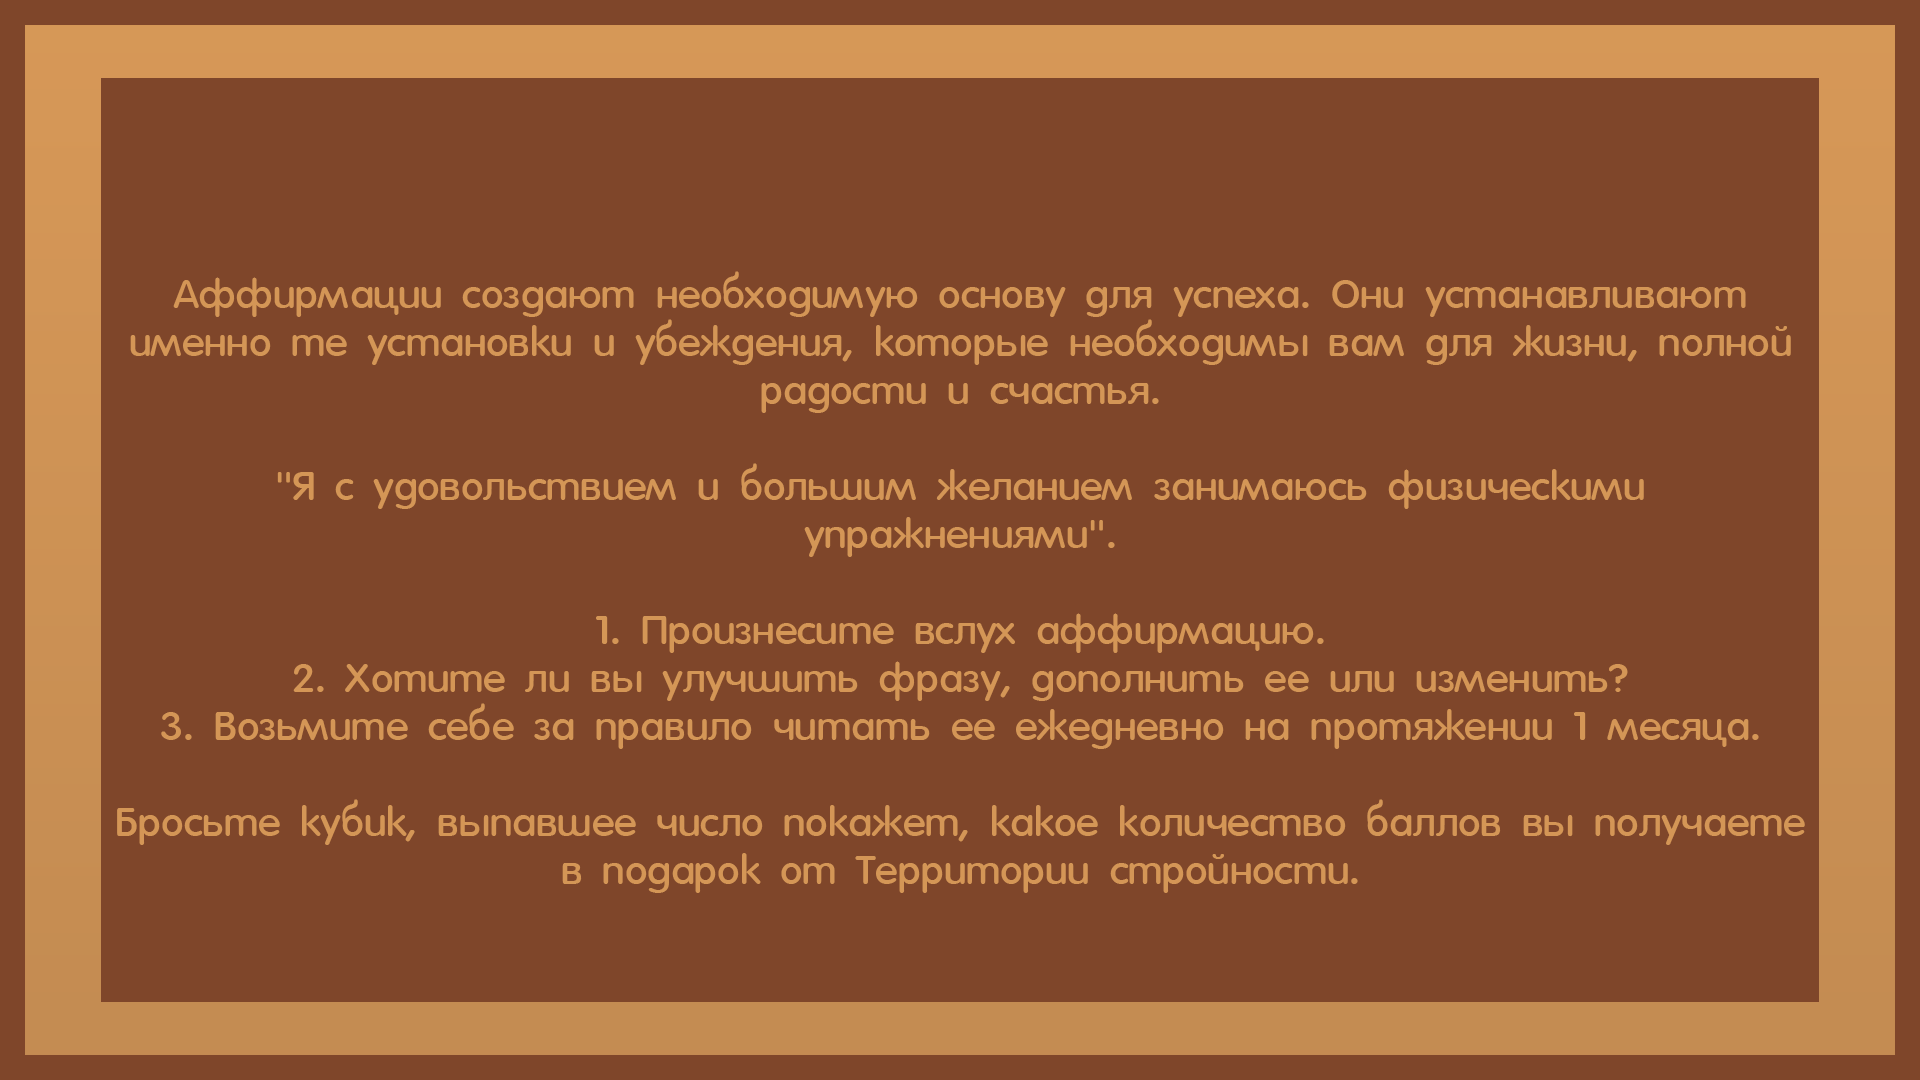 Аффирмации создают необходимую основу для успеха. Они устанавливают
именно те установки и убеждения, которые необходимы вам для жизни, полной
радости и счастья.
"Я с удовольствием и большим желанием занимаюсь физическими
упражнениями".
1. Произнесите вслух аффирмацию.
2. Хотите ли вы улучшить фразу, дополнить ее или изменить?
3. Возьмите себе за правило читать ее ежедневно на протяжении 1 месяца.
Бросьте кубик, выпавшее число покажет, какое количество баллов вы получаете
в подарок от Территории стройности.